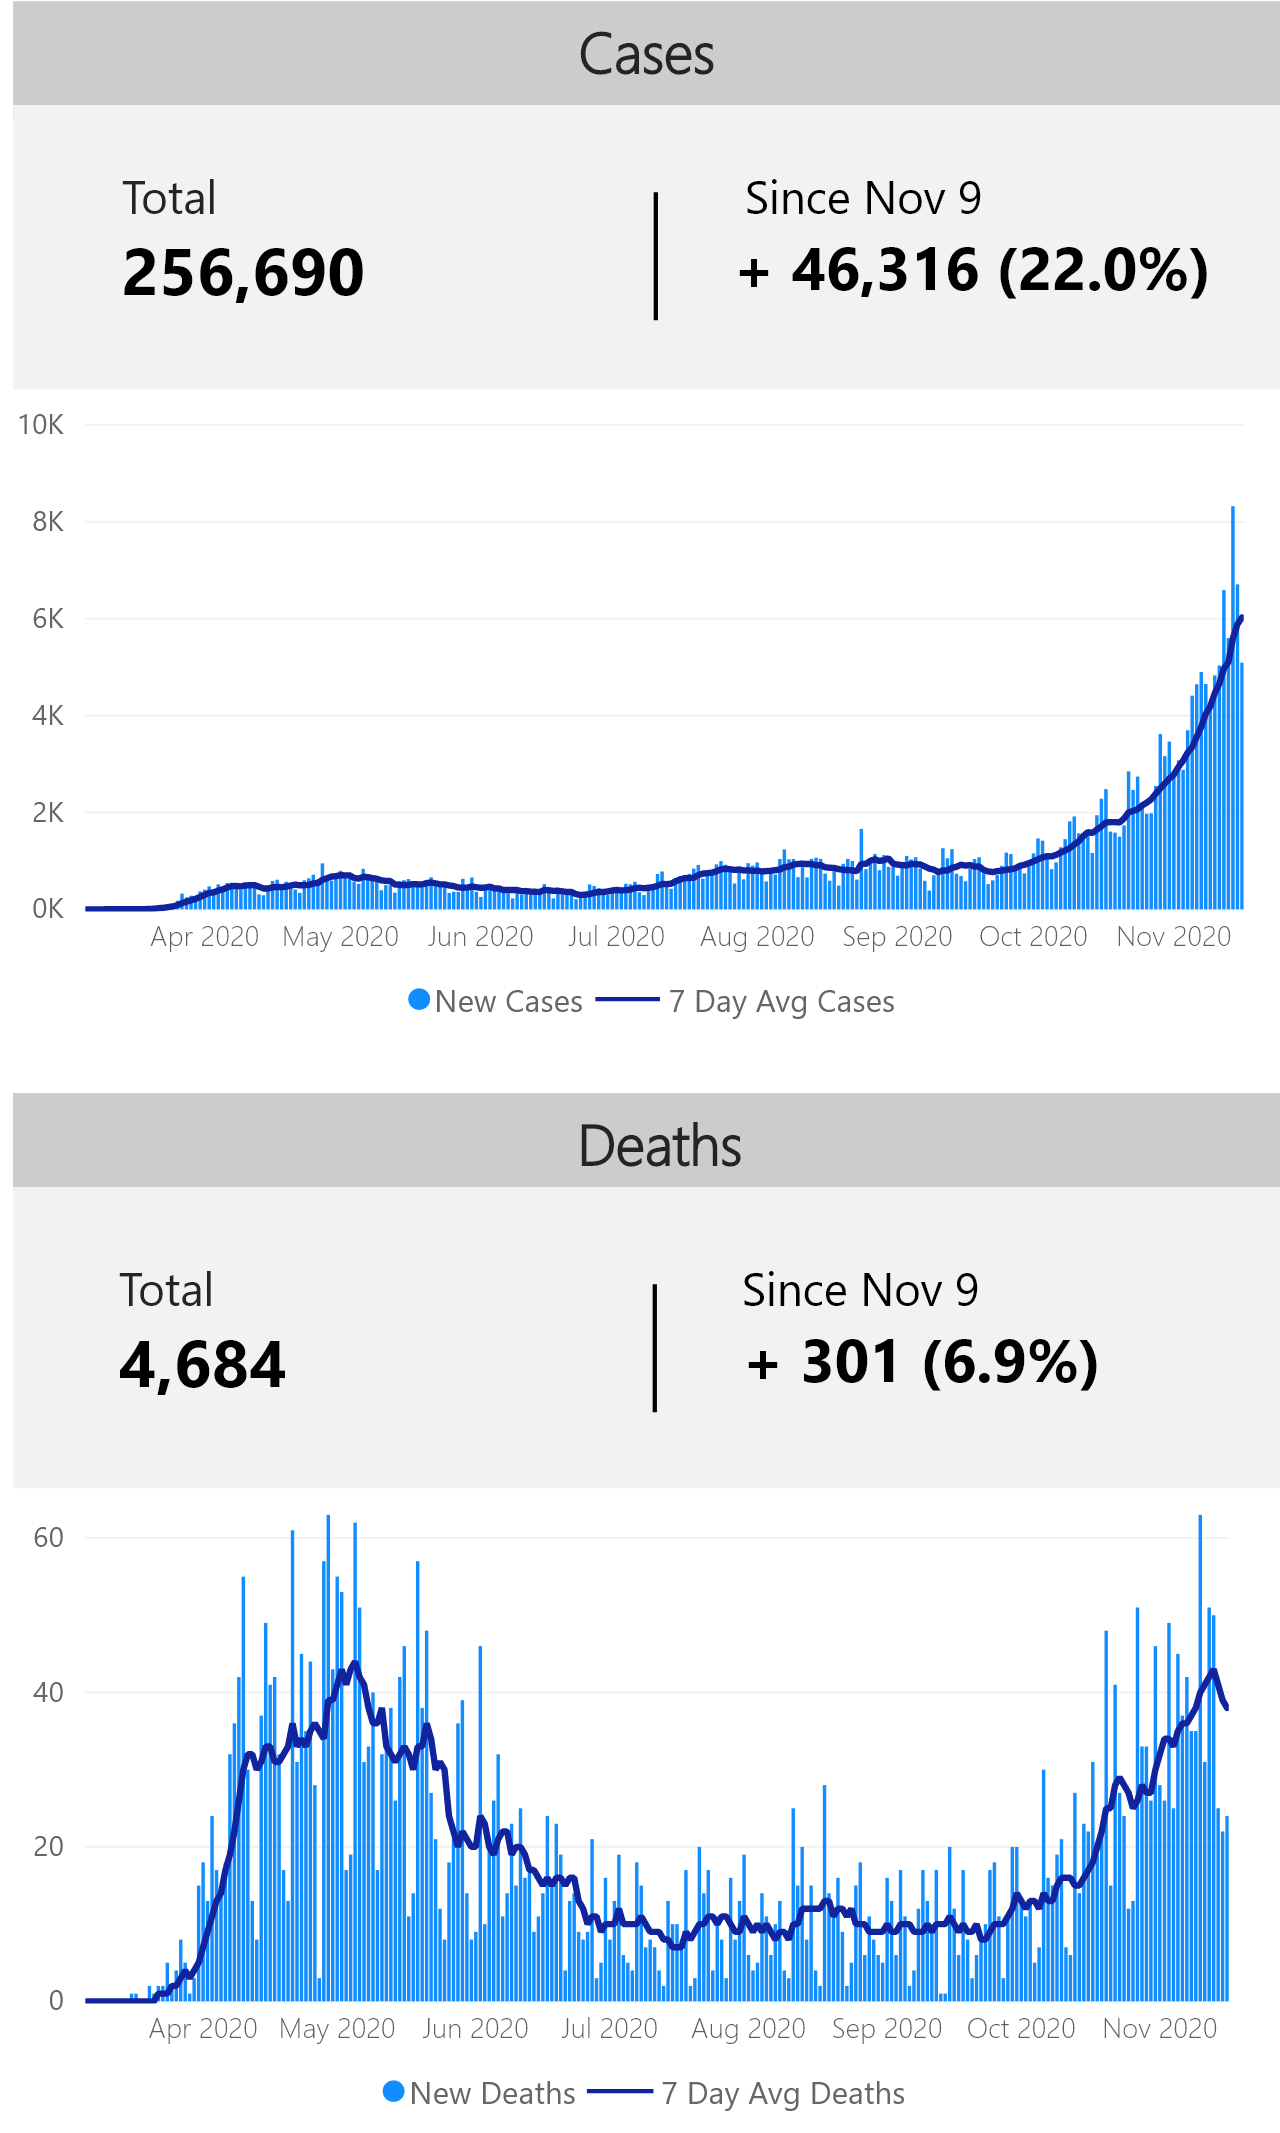 Cases
Total
Since Nov 9
256,690
+ 46,316 (22.0%)
10K
8K
6K
4K
2K
0K
Apr 2020 May 2020 Jun 2020 Jul 2020 Aug 2020 Sep 2020 Oct 2020 Nov 2020
New Cases 7 Day Avg Cases
Deaths
Total
Since Nov 9
4,684
+ 301 (6.9%)
60
40
20
0
Apr 2020 May 2020 Jun 2020 Jul 2020 Aug 2020 Sep 2020 Oct 2020 Nov 2020
New Deaths 7 Day Avg Deaths